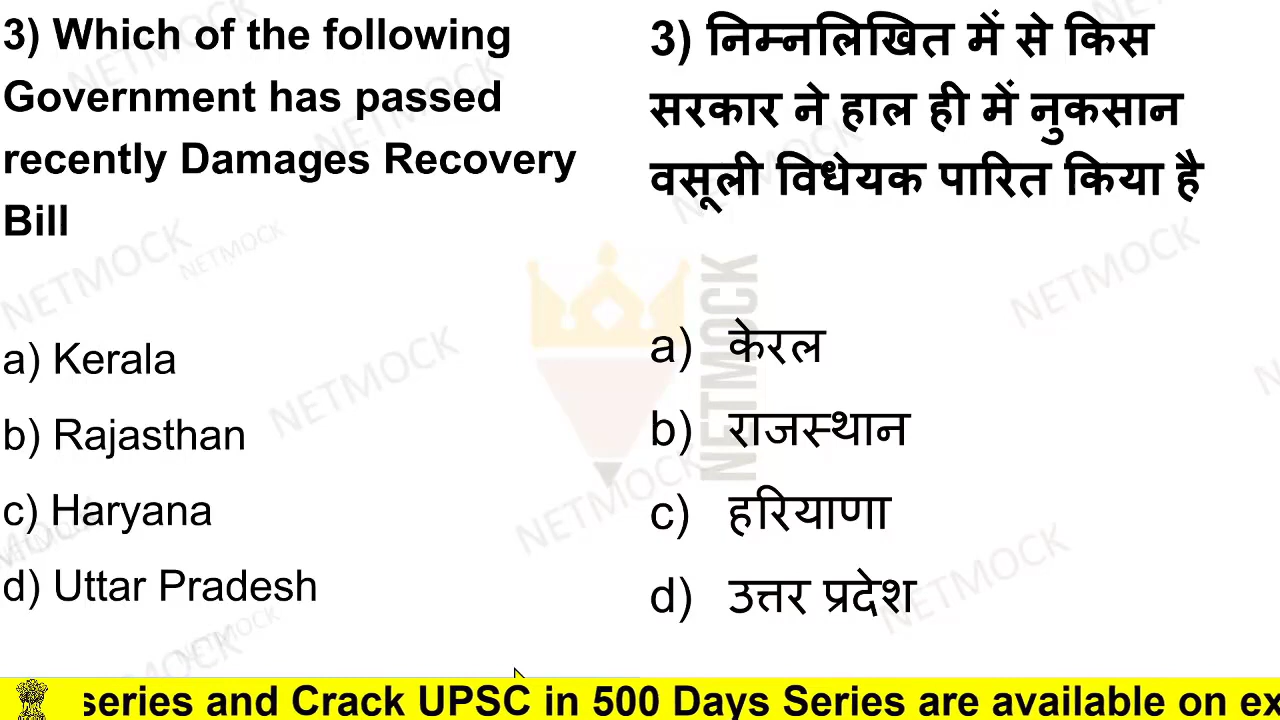 3) Which of the following
Government has passed
recently Damages Recovery
Bill
a) Kerala
b) Rajasthan
c) Haryana
d) Uttar Pradesh
3) निम्नलिखित में से किस
सरकार ने हाल ही में नुकसान
वसूली विधेयक पारित किया है
a) केरल
b) राजस्थान
c) हरियाणा
d) उत्तर प्रदेश
NETMOCK
series and Crack UPSC in 500 Days Series are available on ex